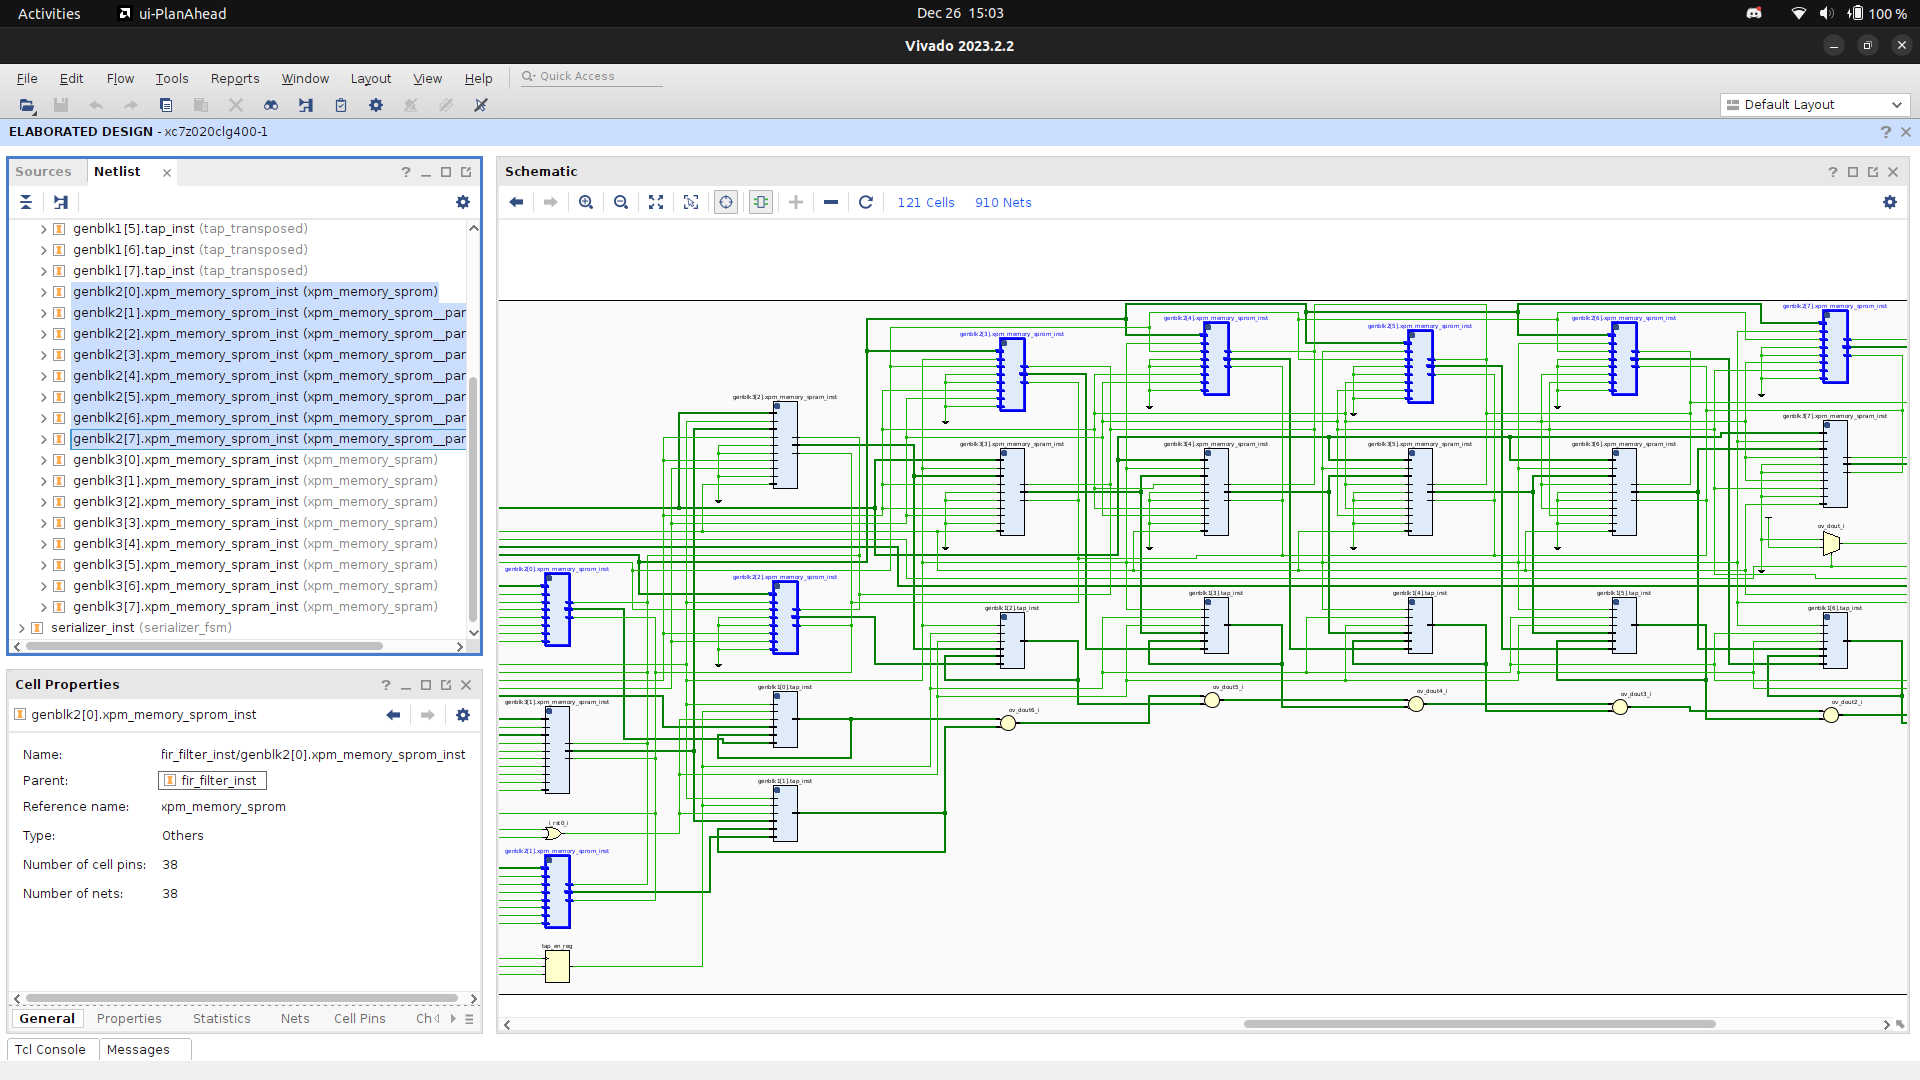 Activities
ui-PlanAhead
Dec 26 15:03
100 %
Vivado 2023.2.2
File Edit Flow Tools Reports Window Layout View Help
Quick Access
Default Layout
ELABORATED DESIGN - xc7z020clg400-1
Sources
Netlist
genblk1[5].tap_inst (tap_transposed)
genblk1[6].tap_inst (tap_transposed)
genblk1[7].tap_inst (tap_transposed)
genblk2[0].xpm_memory_sprom_inst (xpm_memory_sprom)
genblk2[1].xpm_memory_sprom_inst (xpm_memory_sprom__par
genblk2[2].xpm_memory_sprom_inst (xpm_memory_sprom__par
genblk2[3].xpm_memory_sprom_inst (xpm_memory_sprom__par
genblk2[4].xpm_memory_sprom_inst (xpm_memory_sprom__par
genblk2[5].xpm_memory_sprom_inst (xpm_memory_sprom__par
genblk2[6].xpm_memory_sprom_inst (xpm_memory_sprom__par
genblk2[7].xpm_memory_sprom_inst (xpm_memory_sprom__par
genblk3[0].xpm_memory_spram_inst (xpm_memory_spram)
genblk3[1].xpm_memory_spram_inst (xpm_memory_spram)
genblk3[2].xpm_memory_spram_inst (xpm_memory_spram)
genblk3[3].xpm_memory_spram_inst (xpm_memory_spram)
genblk3[4].xpm_memory_spram_inst (xpm_memory_spram)
genblk3[5].xpm_memory_spram_inst (xpm_memory_spram)
genblk3[6].xpm_memory_spram_inst (xpm_memory_spram)
genblk3[7].xpm_memory_spram_inst (xpm_memory_spram)
serializer_inst (serializer_fsm)
Cell Properties
genblk2[0].xpm_memory_sprom_inst
Name: fir_filter_inst/genblk2[0].xpm_memory_sprom_inst
Parent: fir_filter_inst
Reference name: xpm_memory_sprom
Type: Others
Number of cell pins: 38
Number of nets: 38
General Properties Statistics Nets Cell Pins Ch
Tcl Console
Messages
Schematic
121 Cells
910 Nets
genblk2[7].xpm_memory_sprom_inst
genblk2[4].xpm_memory_sprom_inst
genblk2[6].xpm_memory_sprom_inst
genblk2[5].xpm_memory_sprom_inst
genblk2[3].xpm_memory_sprom_inst
genblk3[2].xpm_memory_spram_inst
genblk3[7].xpm_memory_spram_inst
genblk3[3].xpm_memory_spram_inst
genblk3[4].xpm_memory_spram_inst
genblk3[5].xpm_memory_spram_inst
genblk3[6].xpm_memory_spram_inst
ov_dout_i
genblk2[0].xpm_memory_sprom_inst
genblk2[2].xpm_memory_sprom_inst
genblk1[3].tap_inst
genblk1[4].tap_inst
genblk1[5].tap_inst
genblk1[2].tap_inst
genblk1[6].tap_inst
genblk1[0].tap_inst
ov_dout5_i
ov_dout4_i
ov_dout3_i
genblk3[1].xpm_memory_spram_inst
ov_dout2_i
ov_dout6_i
genblk1[1].tap_inst
i_rst0_i
genblk2[1].xpm_memory_sprom_inst
tap_en_reg